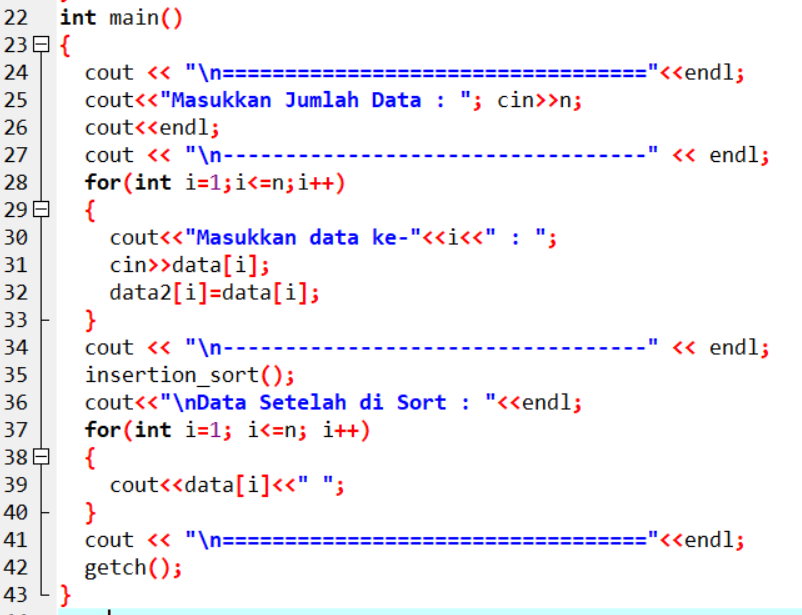 22 int main()
23 {
24 cout << "\n=================================="<<endl;
25 cout<<"Masukkan Jumlah Data : "; cin>>n;
26 cout<<endl;
27 cout << "\n----------------------------------" << endl;
28 for(int i=1;i<=n;i++)
29 {
30 cout<<"Masukkan data ke-"<<i<<" : ";
31 cin>>data[i];
32 data2[i]=data[i];
33 }
34 cout << "\n----------------------------------" << endl;
35 insertion_sort();
36 cout<<"\nData Setelah di Sort : "<<endl;
37 for(int i=1; i<=n; i++)
38 {
39 cout<<data[i]<<" ";
40 }
41 cout << "\n=================================="<<endl;
42 getch();
43 }